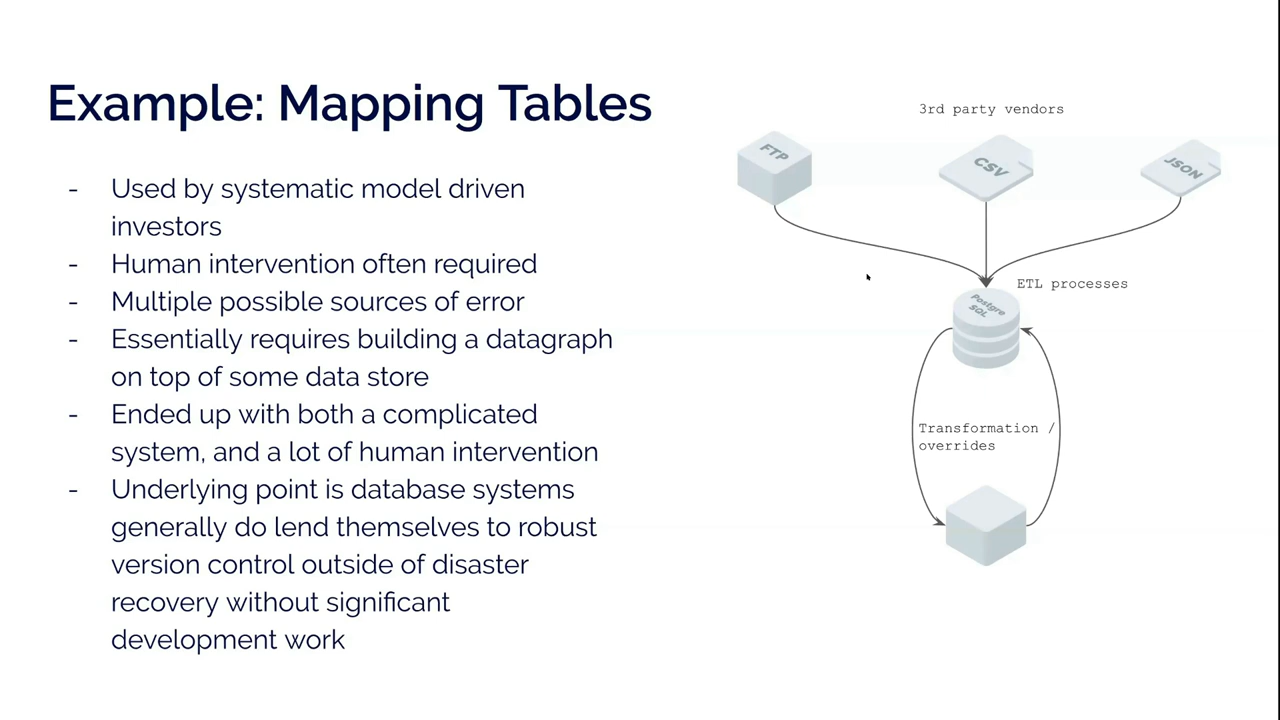 Example: Mapping Tables
- Used by systematic model driven
investors
- Human intervention often required
- Multiple possible sources of error
- Essentially requires building a datagraph
on top of some data store
- Ended up with both a complicated
system, and a lot of human intervention
- Underlying point is database systems
generally do lend themselves to robust
version control outside of disaster
recovery without significant
development work
3rd party vendors
FTP
CSV
JSON
ETL processes
Postgre
SQL
Transformation /
overrides